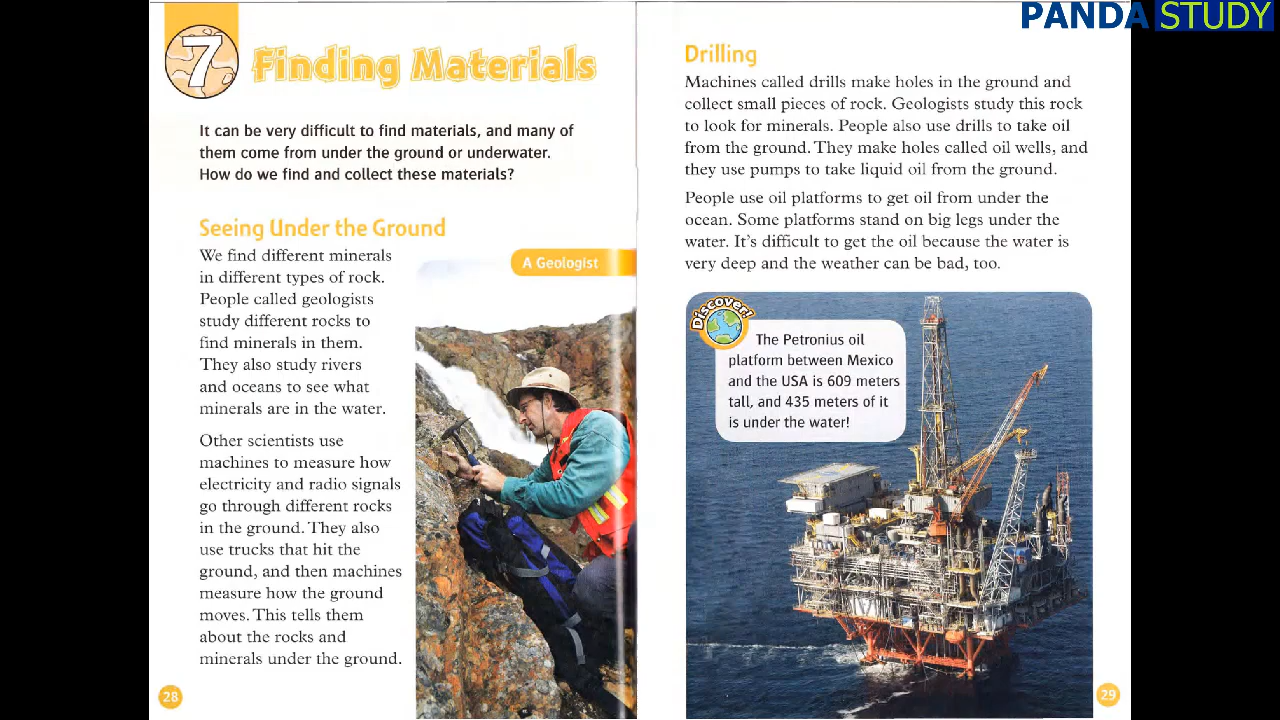 PANDA STUDY
7
Finding Materials
It can be very difficult to find materials, and many of
them come from under the ground or underwater.
How do we find and collect these materials?
Seeing Under the Ground
We find different minerals
in different types of rock.
People called geologists
study different rocks to
find minerals in them.
They also study rivers
and oceans to see what
minerals are in the water.
Other scientists use
machines to measure how
electricity and radio signals
go through different rocks
in the ground. They also
use trucks that hit the
ground, and then machines
measure how the ground
moves. This tells them
about the rocks and
minerals under the ground.
A Geologist
28
Drilling
Machines called drills make holes in the ground and
collect small pieces of rock. Geologists study this rock
to look for minerals. People also use drills to take oil
from the ground. They make holes called oil wells, and
they use pumps to take liquid oil from the ground.
People use oil platforms to get oil from under the
ocean. Some platforms stand on big legs under the
water. It's difficult to get the oil because the water is
very deep and the weather can be bad, too.
Discover!
The Petronius oil
platform between Mexico
and the USA is 609 meters
tall, and 435 meters of it
is under the water!
29